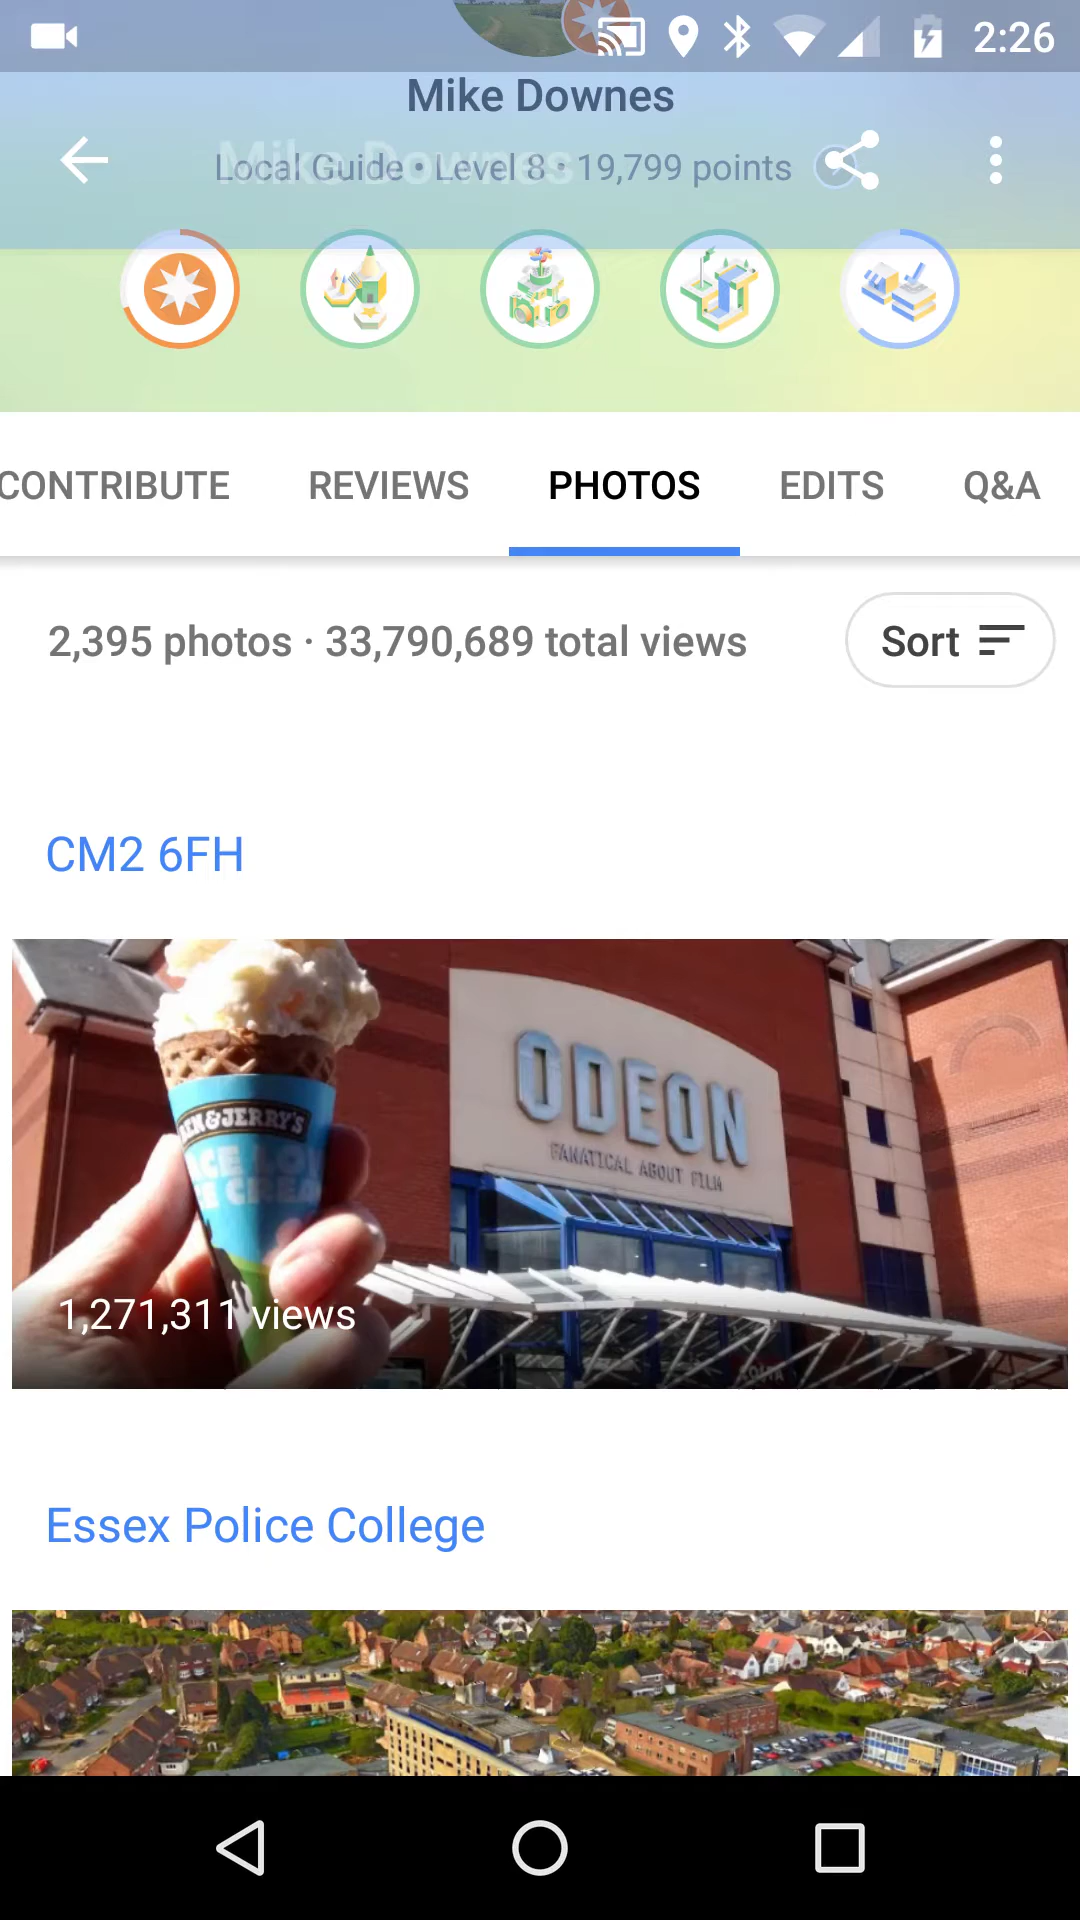 2:26
Mike Downes
Mike Downes
Local Guide • Level 8 • 19,799 points
CONTRIBUTE REVIEWS PHOTOS EDITS Q&A
2,395 photos · 33,790,689 total views
Sort
CM2 6FH
ODEON
FANATICAL ABOUT FILM
BEN & JERRY'S
1,271,311 views
COSTA
Essex Police College